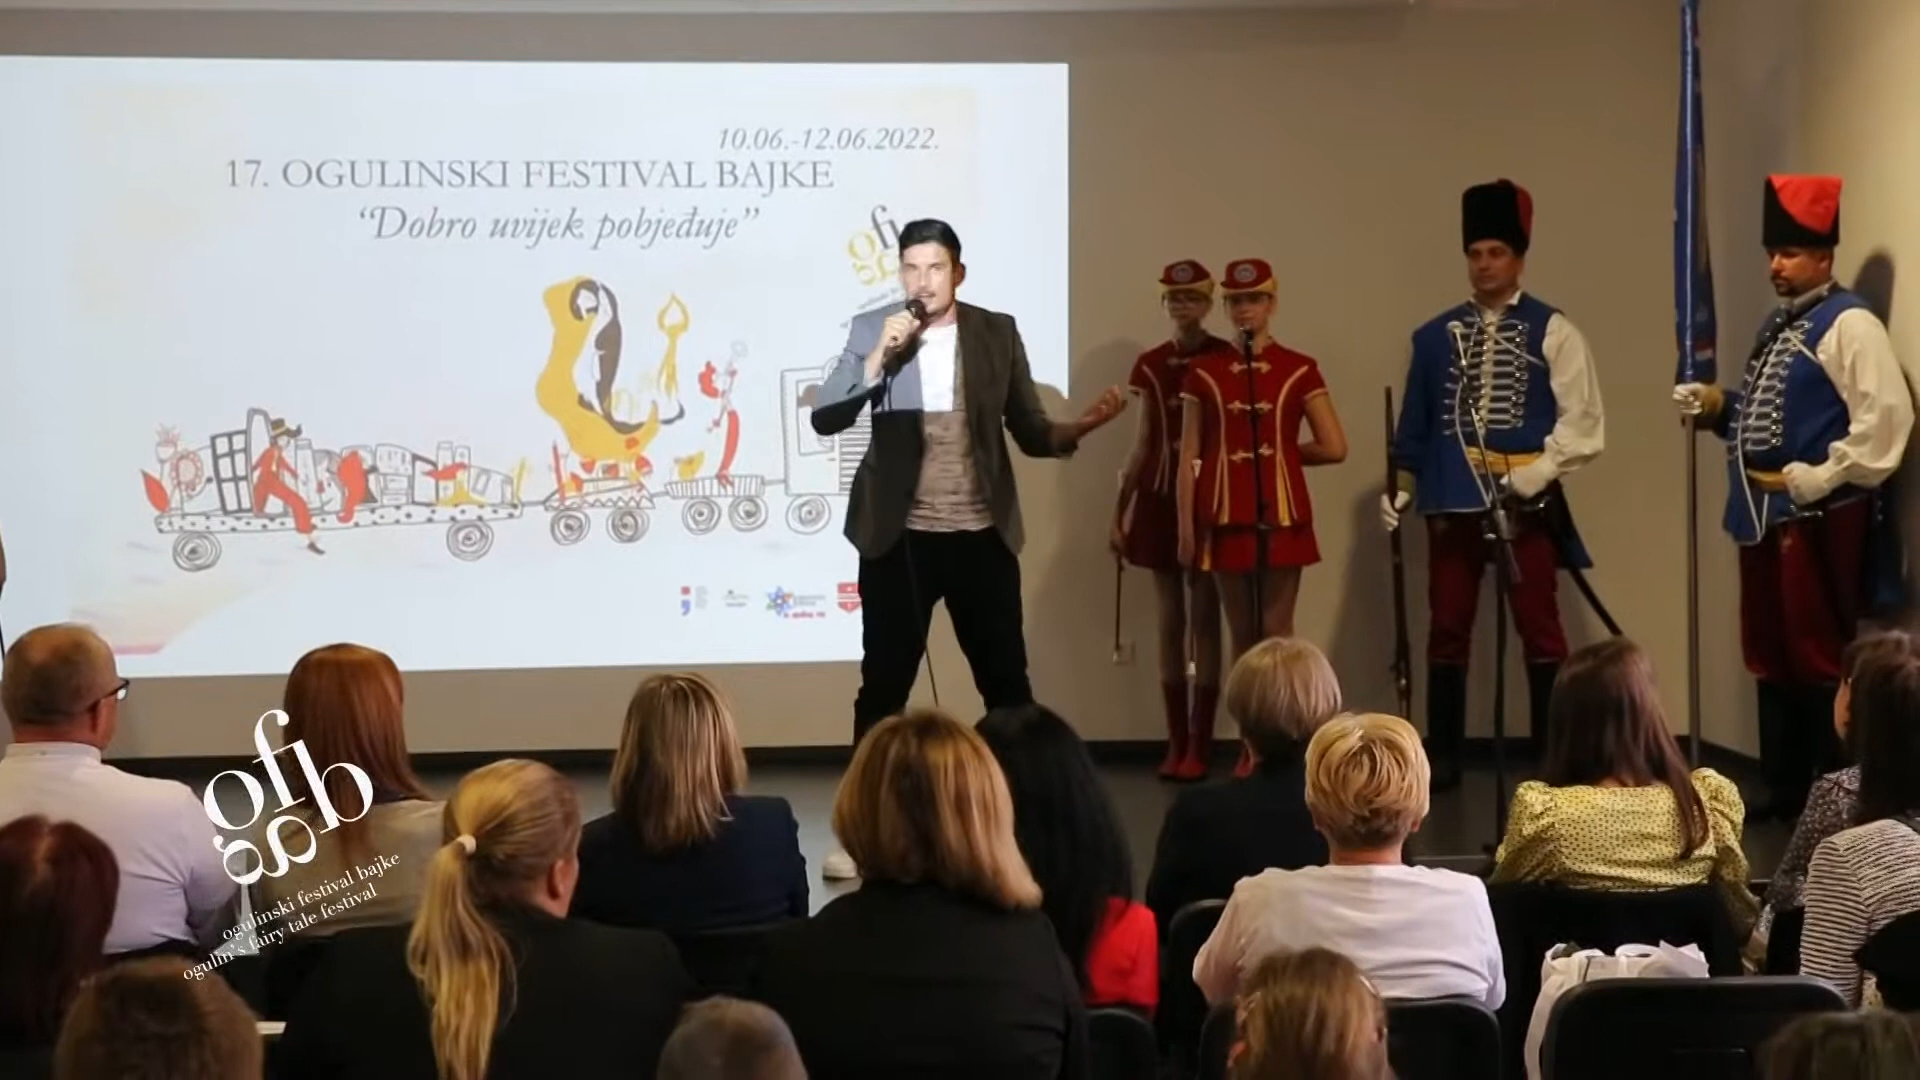 10.06.-12.06.2022.
17. OGULINSKI FESTIVAL BAJKE
“Dobro uvijek pobjeđuje”
ofb
ogulinski festival bajke
ogulin's fairy tale festival